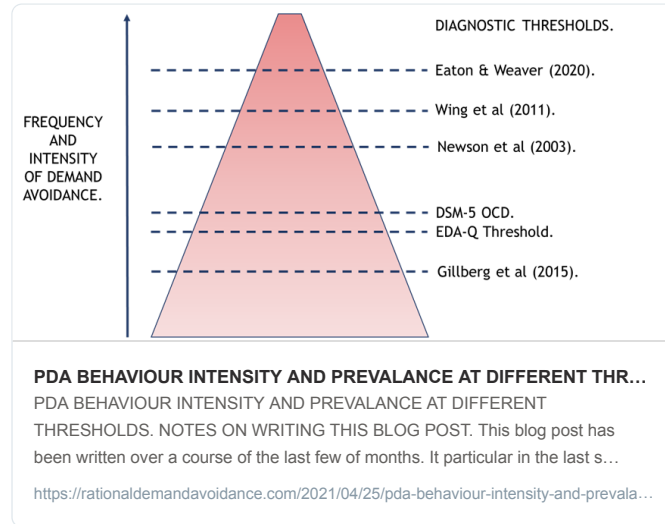 DIAGNOSTIC THRESHOLDS.
Eaton & Weaver (2020).
Wing et al (2011).
FREQUENCY
AND
INTENSITY
OF DEMAND
AVOIDANCE.
Newson et al (2003).
DSM-5 OCD.
EDA-Q Threshold.
Gillberg et al (2015).
PDA BEHAVIOUR INTENSITY AND PREVALANCE AT DIFFERENT THR...
PDA BEHAVIOUR INTENSITY AND PREVALANCE AT DIFFERENT
THRESHOLDS. NOTES ON WRITING THIS BLOG POST. This blog post has
been written over a course of the last few of months. It particular in the last s...
https://rationaldemandavoidance.com/2021/04/25/pda-behaviour-intensity-and-prevala...